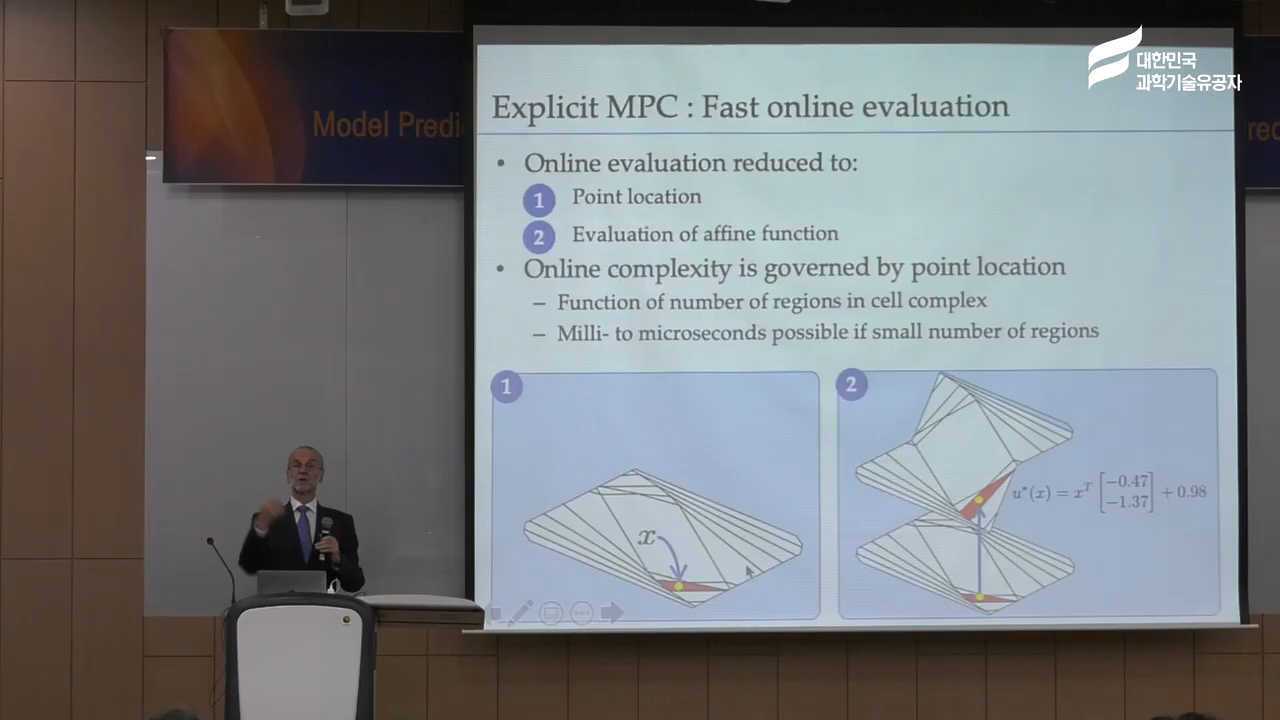 대한민국
과학기술유공자
Model Predi
rec
Explicit MPC : Fast online evaluation
• Online evaluation reduced to:
1 Point location
2 Evaluation of affine function
• Online complexity is governed by point location
– Function of number of regions in cell complex
– Milli- to microseconds possible if small number of regions
1
x
2
u*(x) = xᵀ [−0.47 −1.37] + 0.98